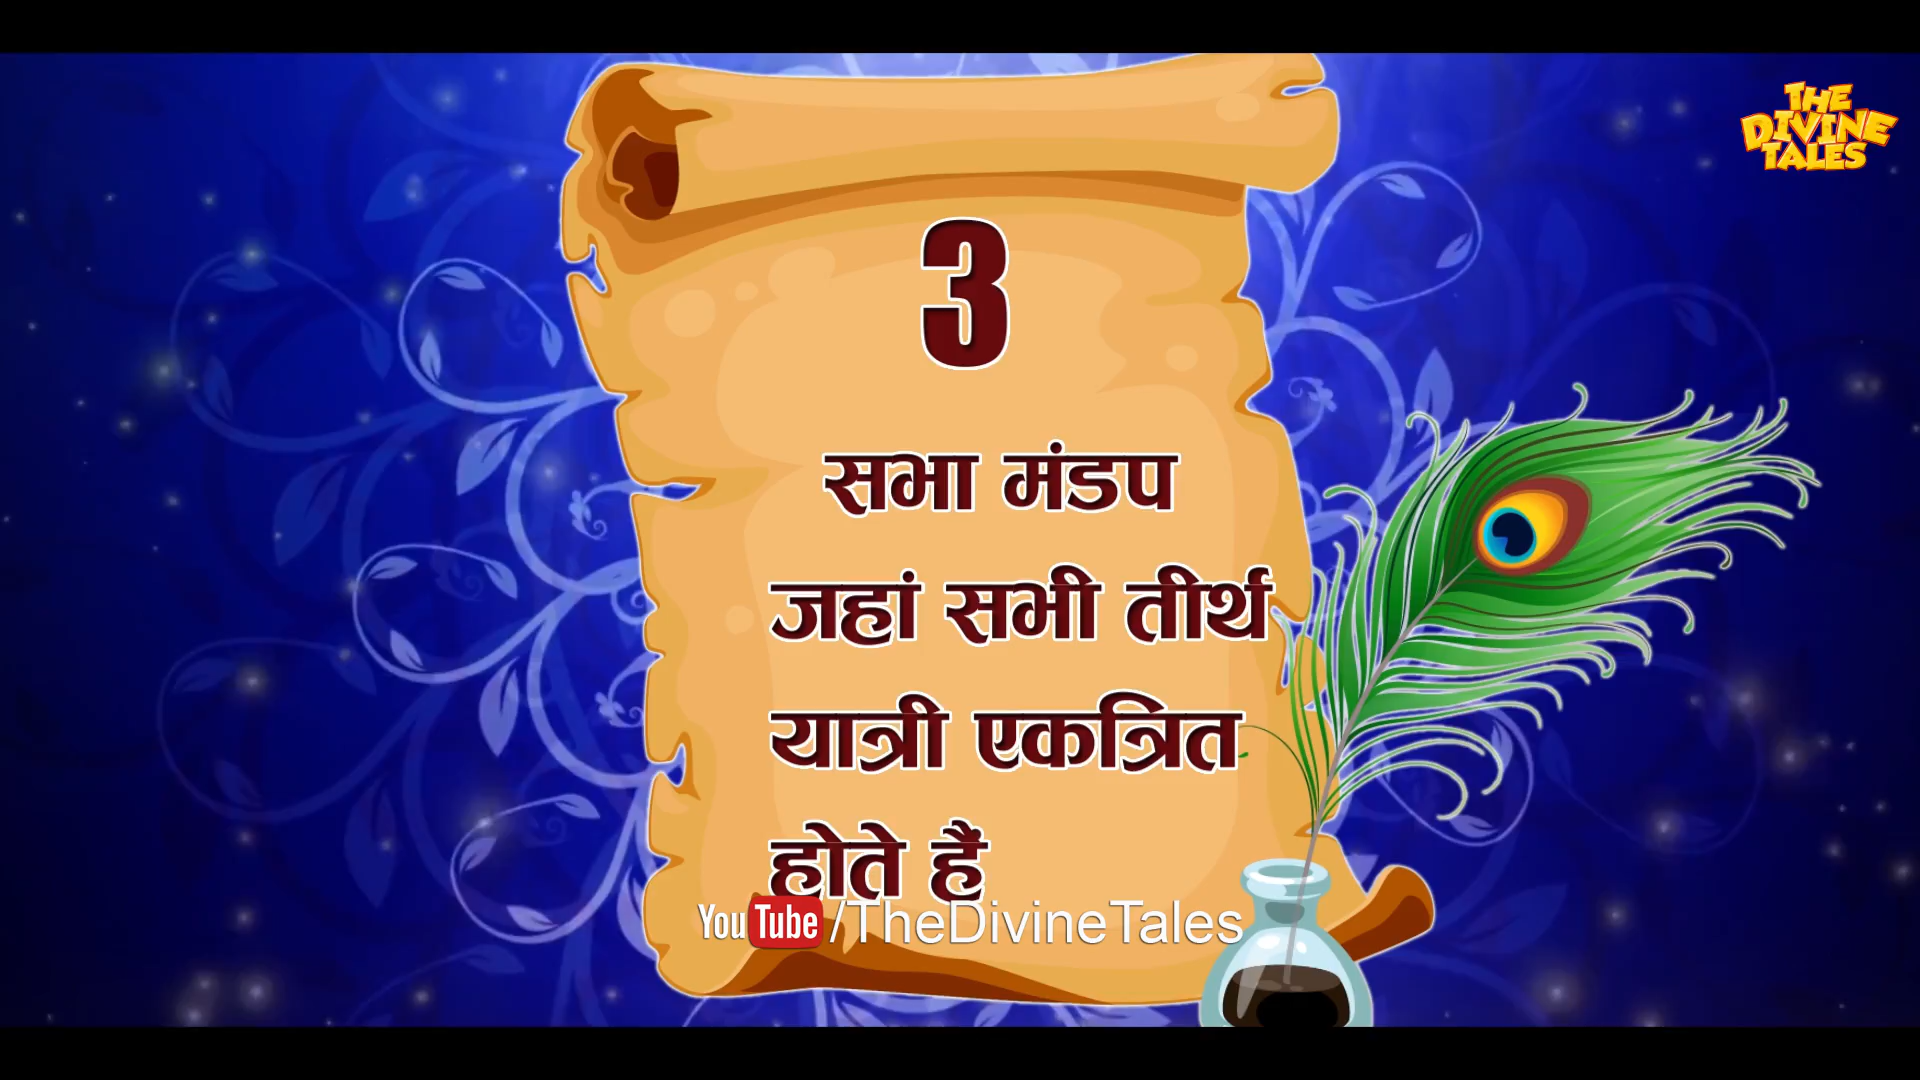 THE
DIVINE
TALES
3
सभा मंडप
जहां सभी तीर्थ
यात्री एकत्रित
होते हैं
YouTube/TheDivineTales